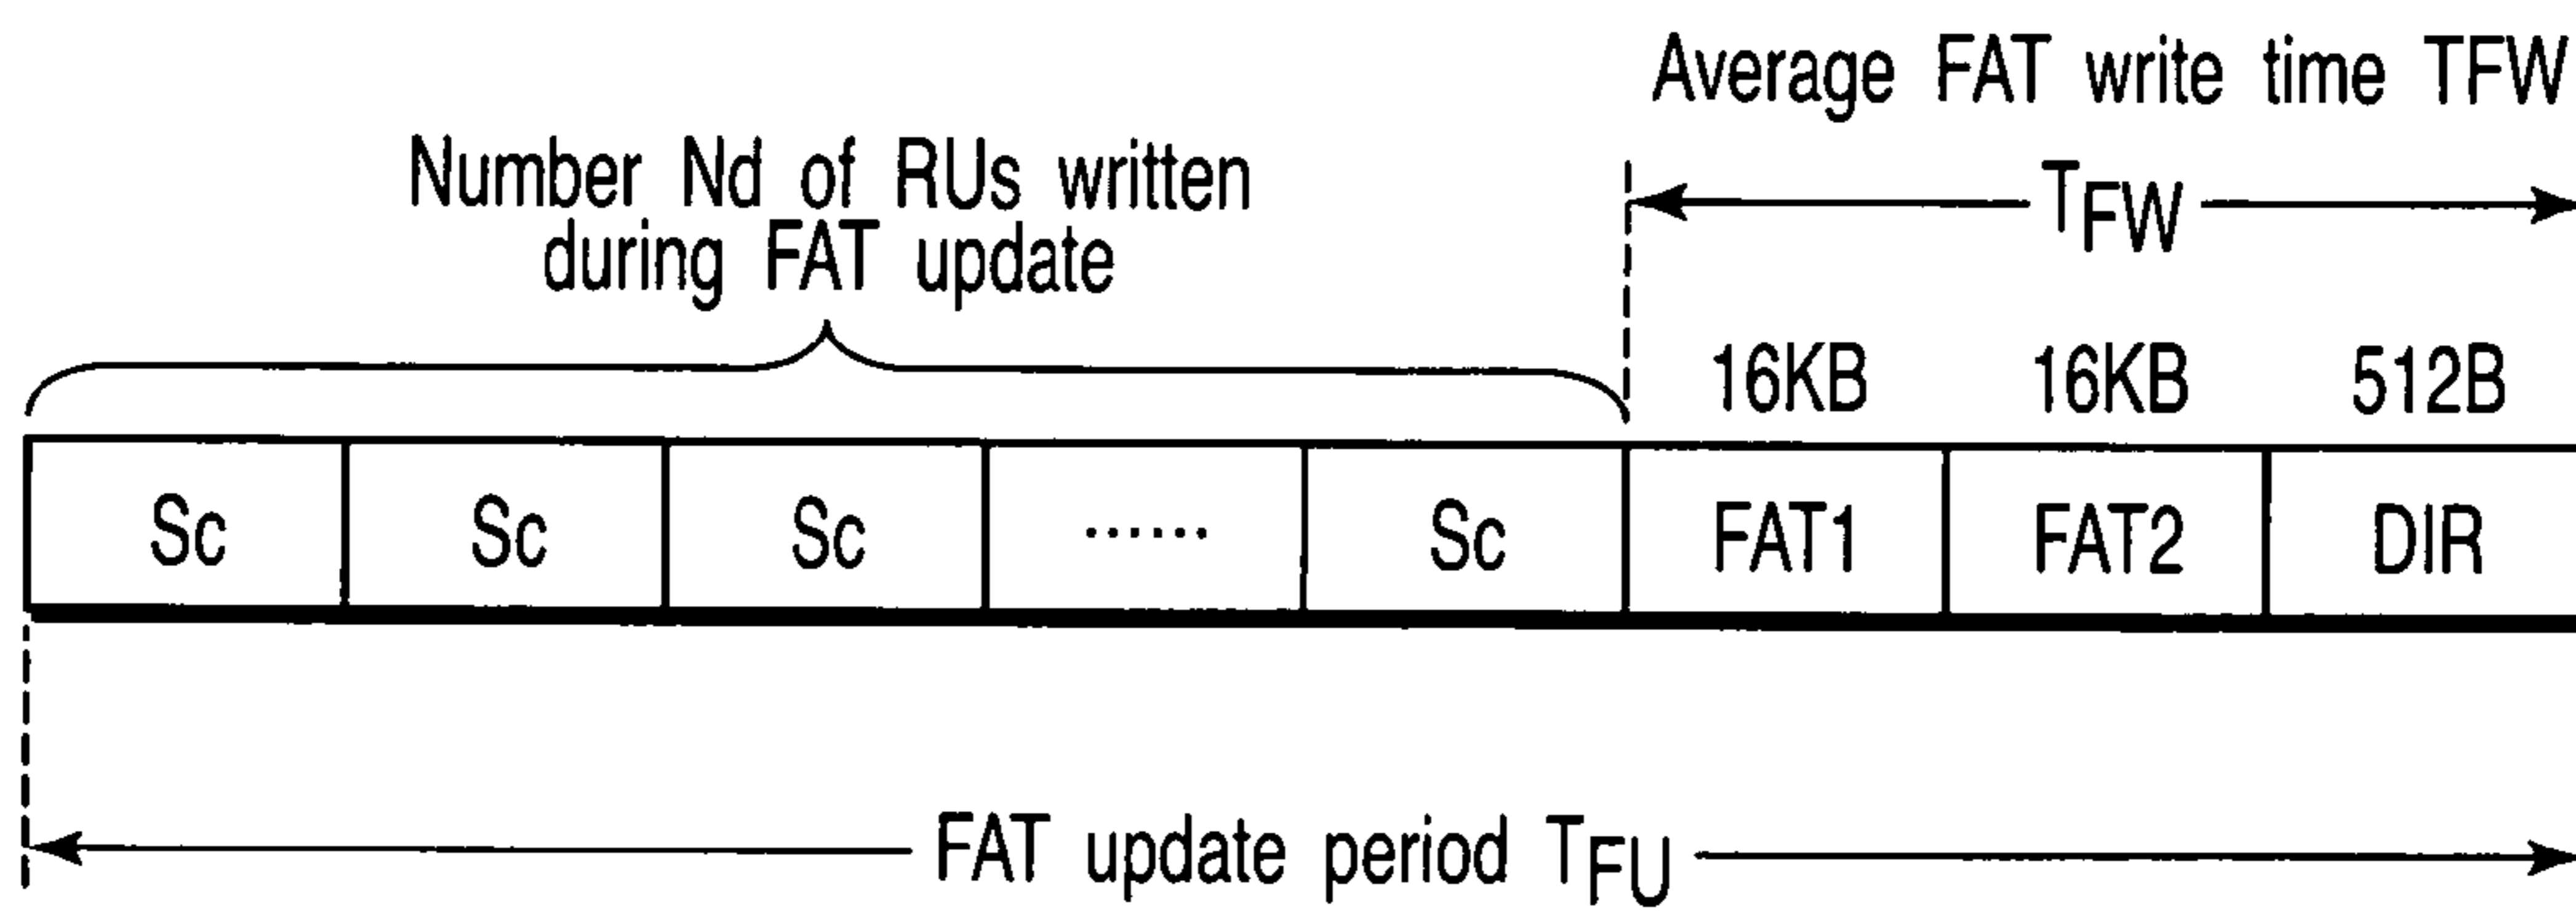 Average FAT write time TFW
Number Nd of RUs written
during FAT update
TFW
16KB 16KB 512B
Sc Sc Sc ...... Sc FAT1 FAT2 DIR
FAT update period TFU